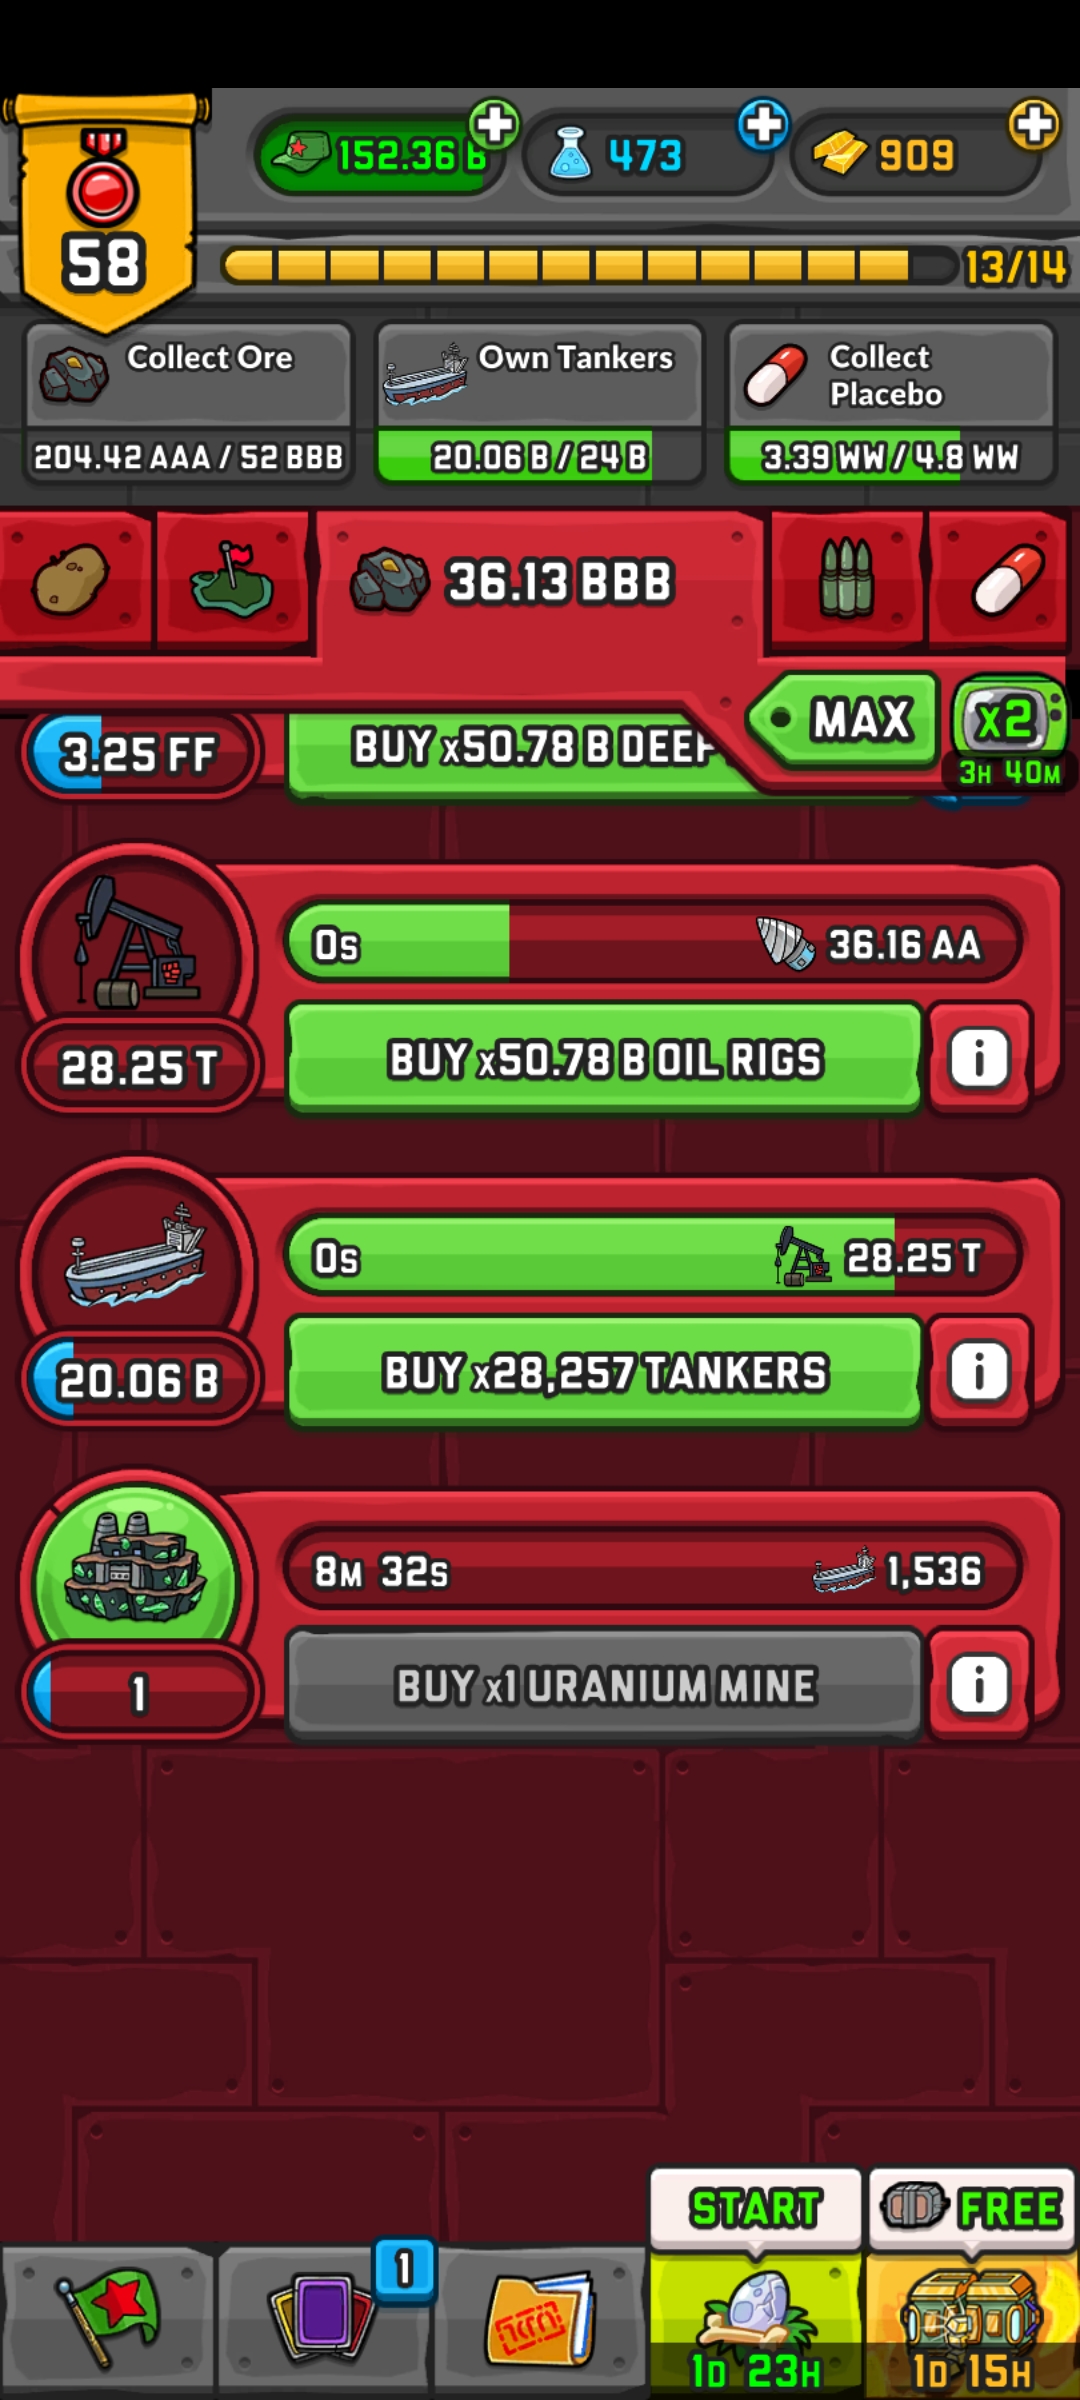 152.36 B
473
909
58
13/14
Collect Ore
204.42 AAA / 52 BBB
Own Tankers
20.06 B / 24 B
Collect
Placebo
3.39 WW / 4.8 WW
36.13 BBB
MAX
x2
3H 40M
3.25 FF
BUY x50.78 B DEEP
0s
36.16 AA
28.25 T
BUY x50.78 B OIL RIGS
i
0s
28.25 T
20.06 B
BUY x28,257 TANKERS
i
8M 32s
1,536
1
BUY x1 URANIUM MINE
i
START
FREE
1
1D 23H
1D 15H